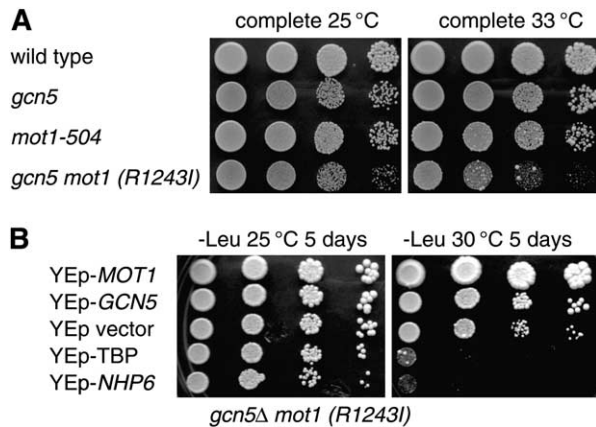 A
complete 25 °C
complete 33 °C
wild type
gcn5
mot1-504
gcn5 mot1 (R1243I)
B
-Leu 25 °C 5 days
-Leu 30 °C 5 days
YEp-MOT1
YEp-GCN5
YEp vector
YEp-TBP
YEp-NHP6
gcn5Δ mot1 (R1243I)